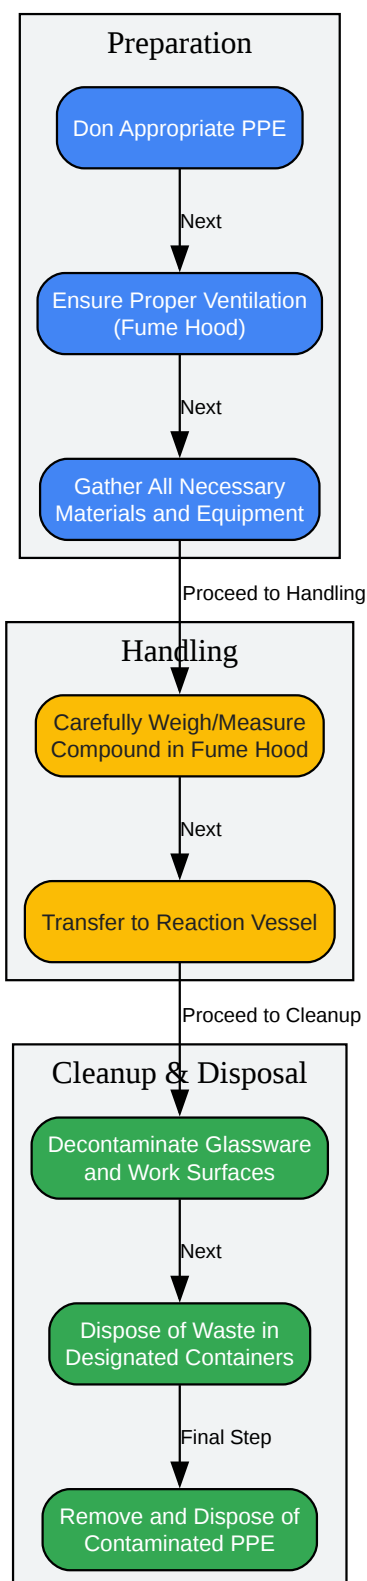 Preparation
Don Appropriate PPE
Next
Ensure Proper Ventilation
(Fume Hood)
Next
Gather All Necessary
Materials and Equipment
Proceed to Handling
Handling
Carefully Weigh/Measure
Compound in Fume Hood
Next
Transfer to Reaction Vessel
Proceed to Cleanup
Cleanup & Disposal
Decontaminate Glassware
and Work Surfaces
Next
Dispose of Waste in
Designated Containers
Final Step
Remove and Dispose of
Contaminated PPE